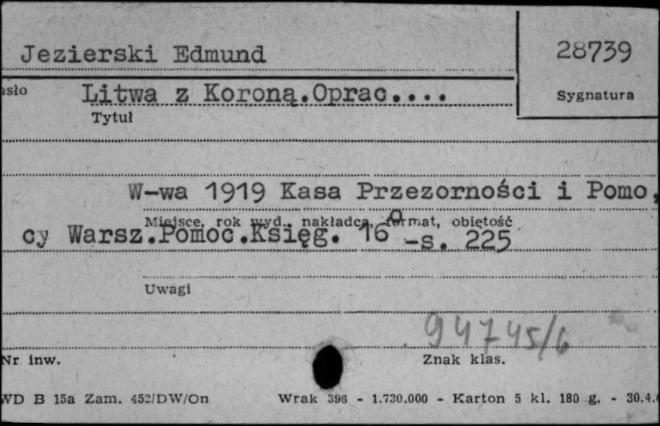 Jezierski Edmund
28739
Litwa z Koroną.Oprac....
Sygnatura
Tytuł
W-wa 1919 Kasa Przezorności i Pomo,
Miejsce, rok wyd., nakładca, format, objętość
cy Warsz.Pomoc.Księg. 16° -s. 225
Uwagi
94745/6
Nr inw.
Znak klas.
WD B 15a Zam. 452/DW/On
Wrak 396 - 1.730.000 - Karton 5 kl. 180 g. - 30.4.